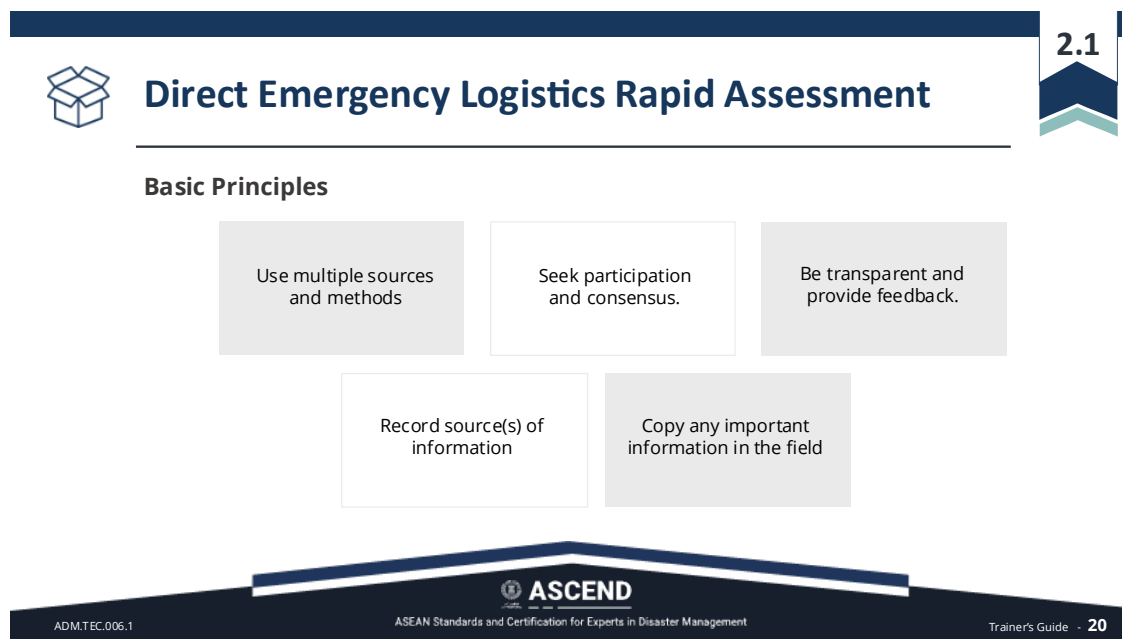 2.1
Direct Emergency Logistics Rapid Assessment
Basic Principles
Use multiple sources
and methods
Seek participation
and consensus.
Be transparent and
provide feedback.
Record source(s) of
information
Copy any important
information in the field
ASCEND
ASEAN Standards and Certification for Experts in Disaster Management
ADM.TEC.006.1
Trainer's Guide - 20